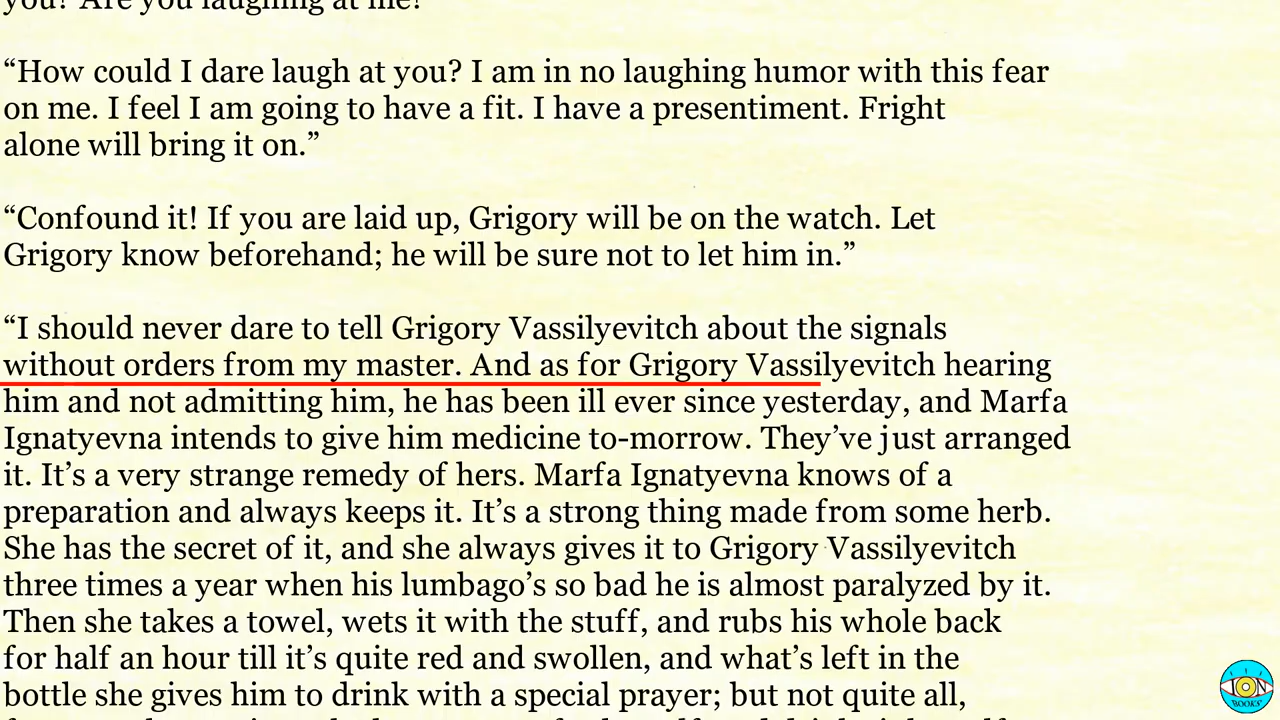 you? Are you laughing at me?
“How could I dare laugh at you? I am in no laughing humor with this fear
on me. I feel I am going to have a fit. I have a presentiment. Fright
alone will bring it on.”
“Confound it! If you are laid up, Grigory will be on the watch. Let
Grigory know beforehand; he will be sure not to let him in.”
“I should never dare to tell Grigory Vassilyevitch about the signals
without orders from my master. And as for Grigory Vassilyevitch hearing
him and not admitting him, he has been ill ever since yesterday, and Marfa
Ignatyevna intends to give him medicine to-morrow. They’ve just arranged
it. It’s a very strange remedy of hers. Marfa Ignatyevna knows of a
preparation and always keeps it. It’s a strong thing made from some herb.
She has the secret of it, and she always gives it to Grigory Vassilyevitch
three times a year when his lumbago’s so bad he is almost paralyzed by it.
Then she takes a towel, wets it with the stuff, and rubs his whole back
for half an hour till it’s quite red and swollen, and what’s left in the
bottle she gives him to drink with a special prayer; but not quite all,
ION
BOOKS